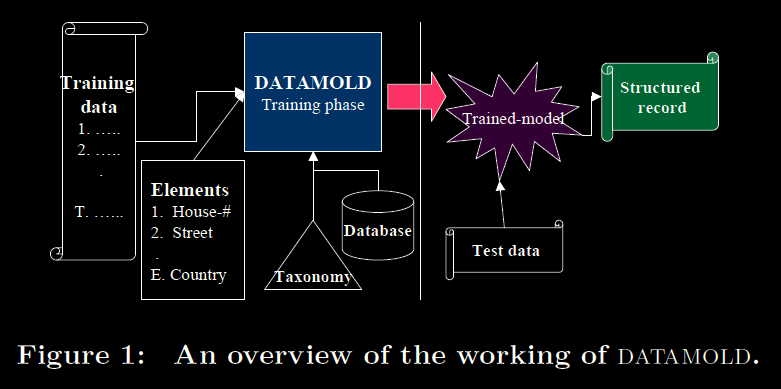 Training
data
1. .....
2. .....
.
T. ......
Elements
1. House-#
2. Street
.
E. Country
DATAMOLD
Training phase
Taxonomy
Database
Trained-model
Structured
record
Test data
Figure 1: An overview of the working of DATAMOLD.